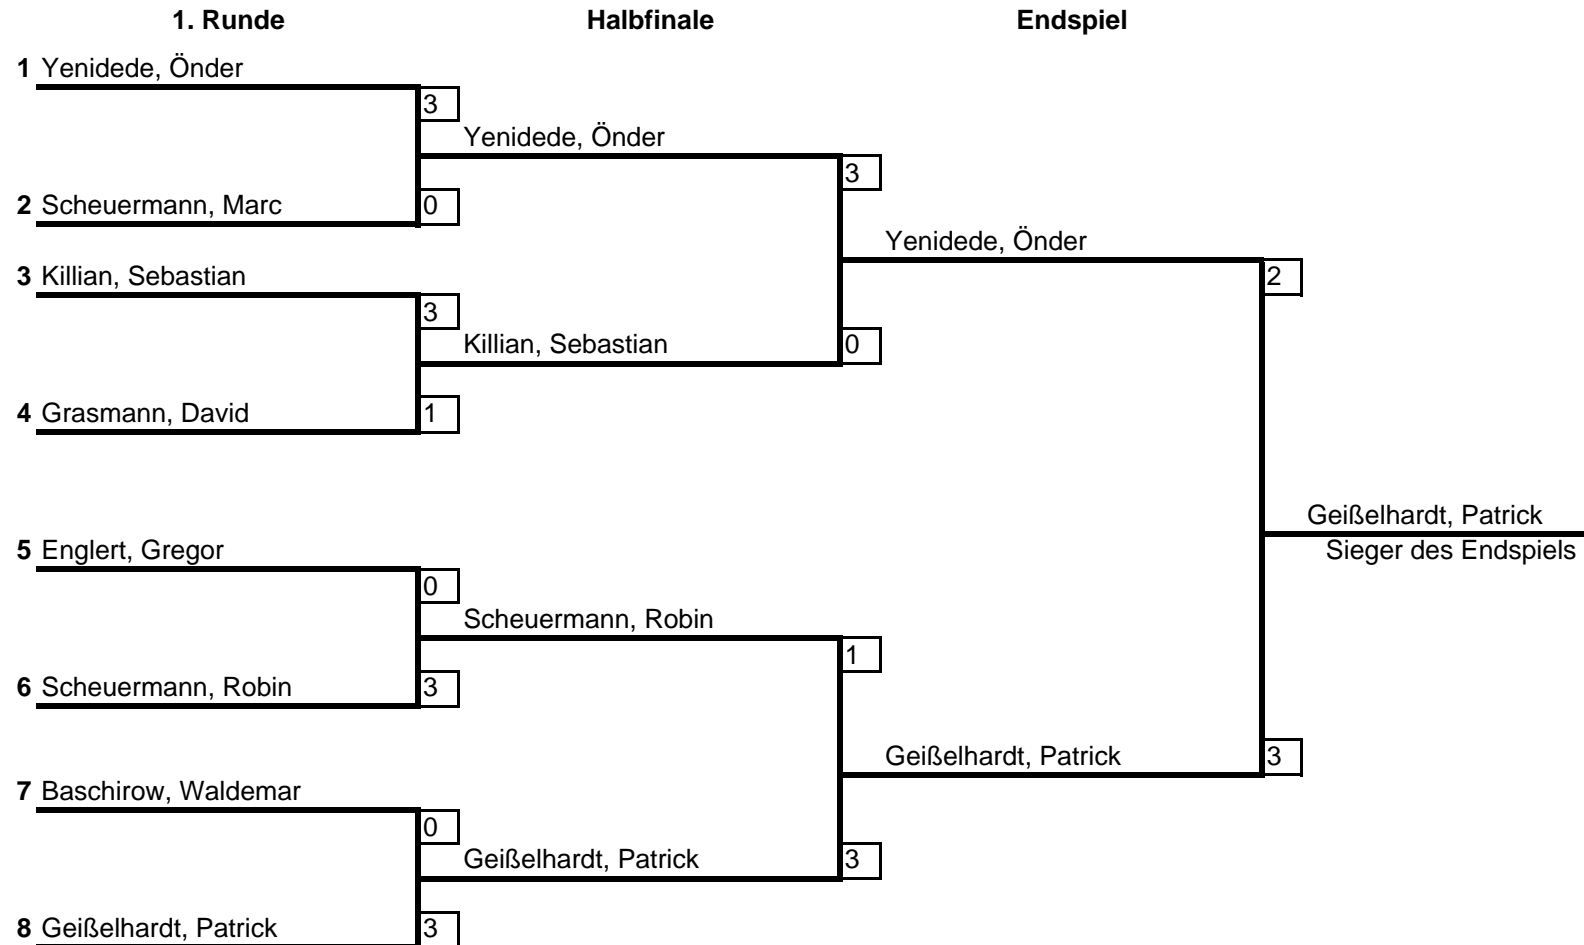 1. Runde Halbfinale Endspiel
1 Yenidede, Önder
3
Yenidede, Önder
3
2 Scheuermann, Marc 0
Yenidede, Önder
3 Killian, Sebastian 2
3
Killian, Sebastian 0
4 Grasmann, David 1
Geißelhardt, Patrick
5 Englert, Gregor Sieger des Endspiels
0
Scheuermann, Robin
1
6 Scheuermann, Robin 3
Geißelhardt, Patrick 3
7 Baschirow, Waldemar
0
Geißelhardt, Patrick 3
8 Geißelhardt, Patrick 3